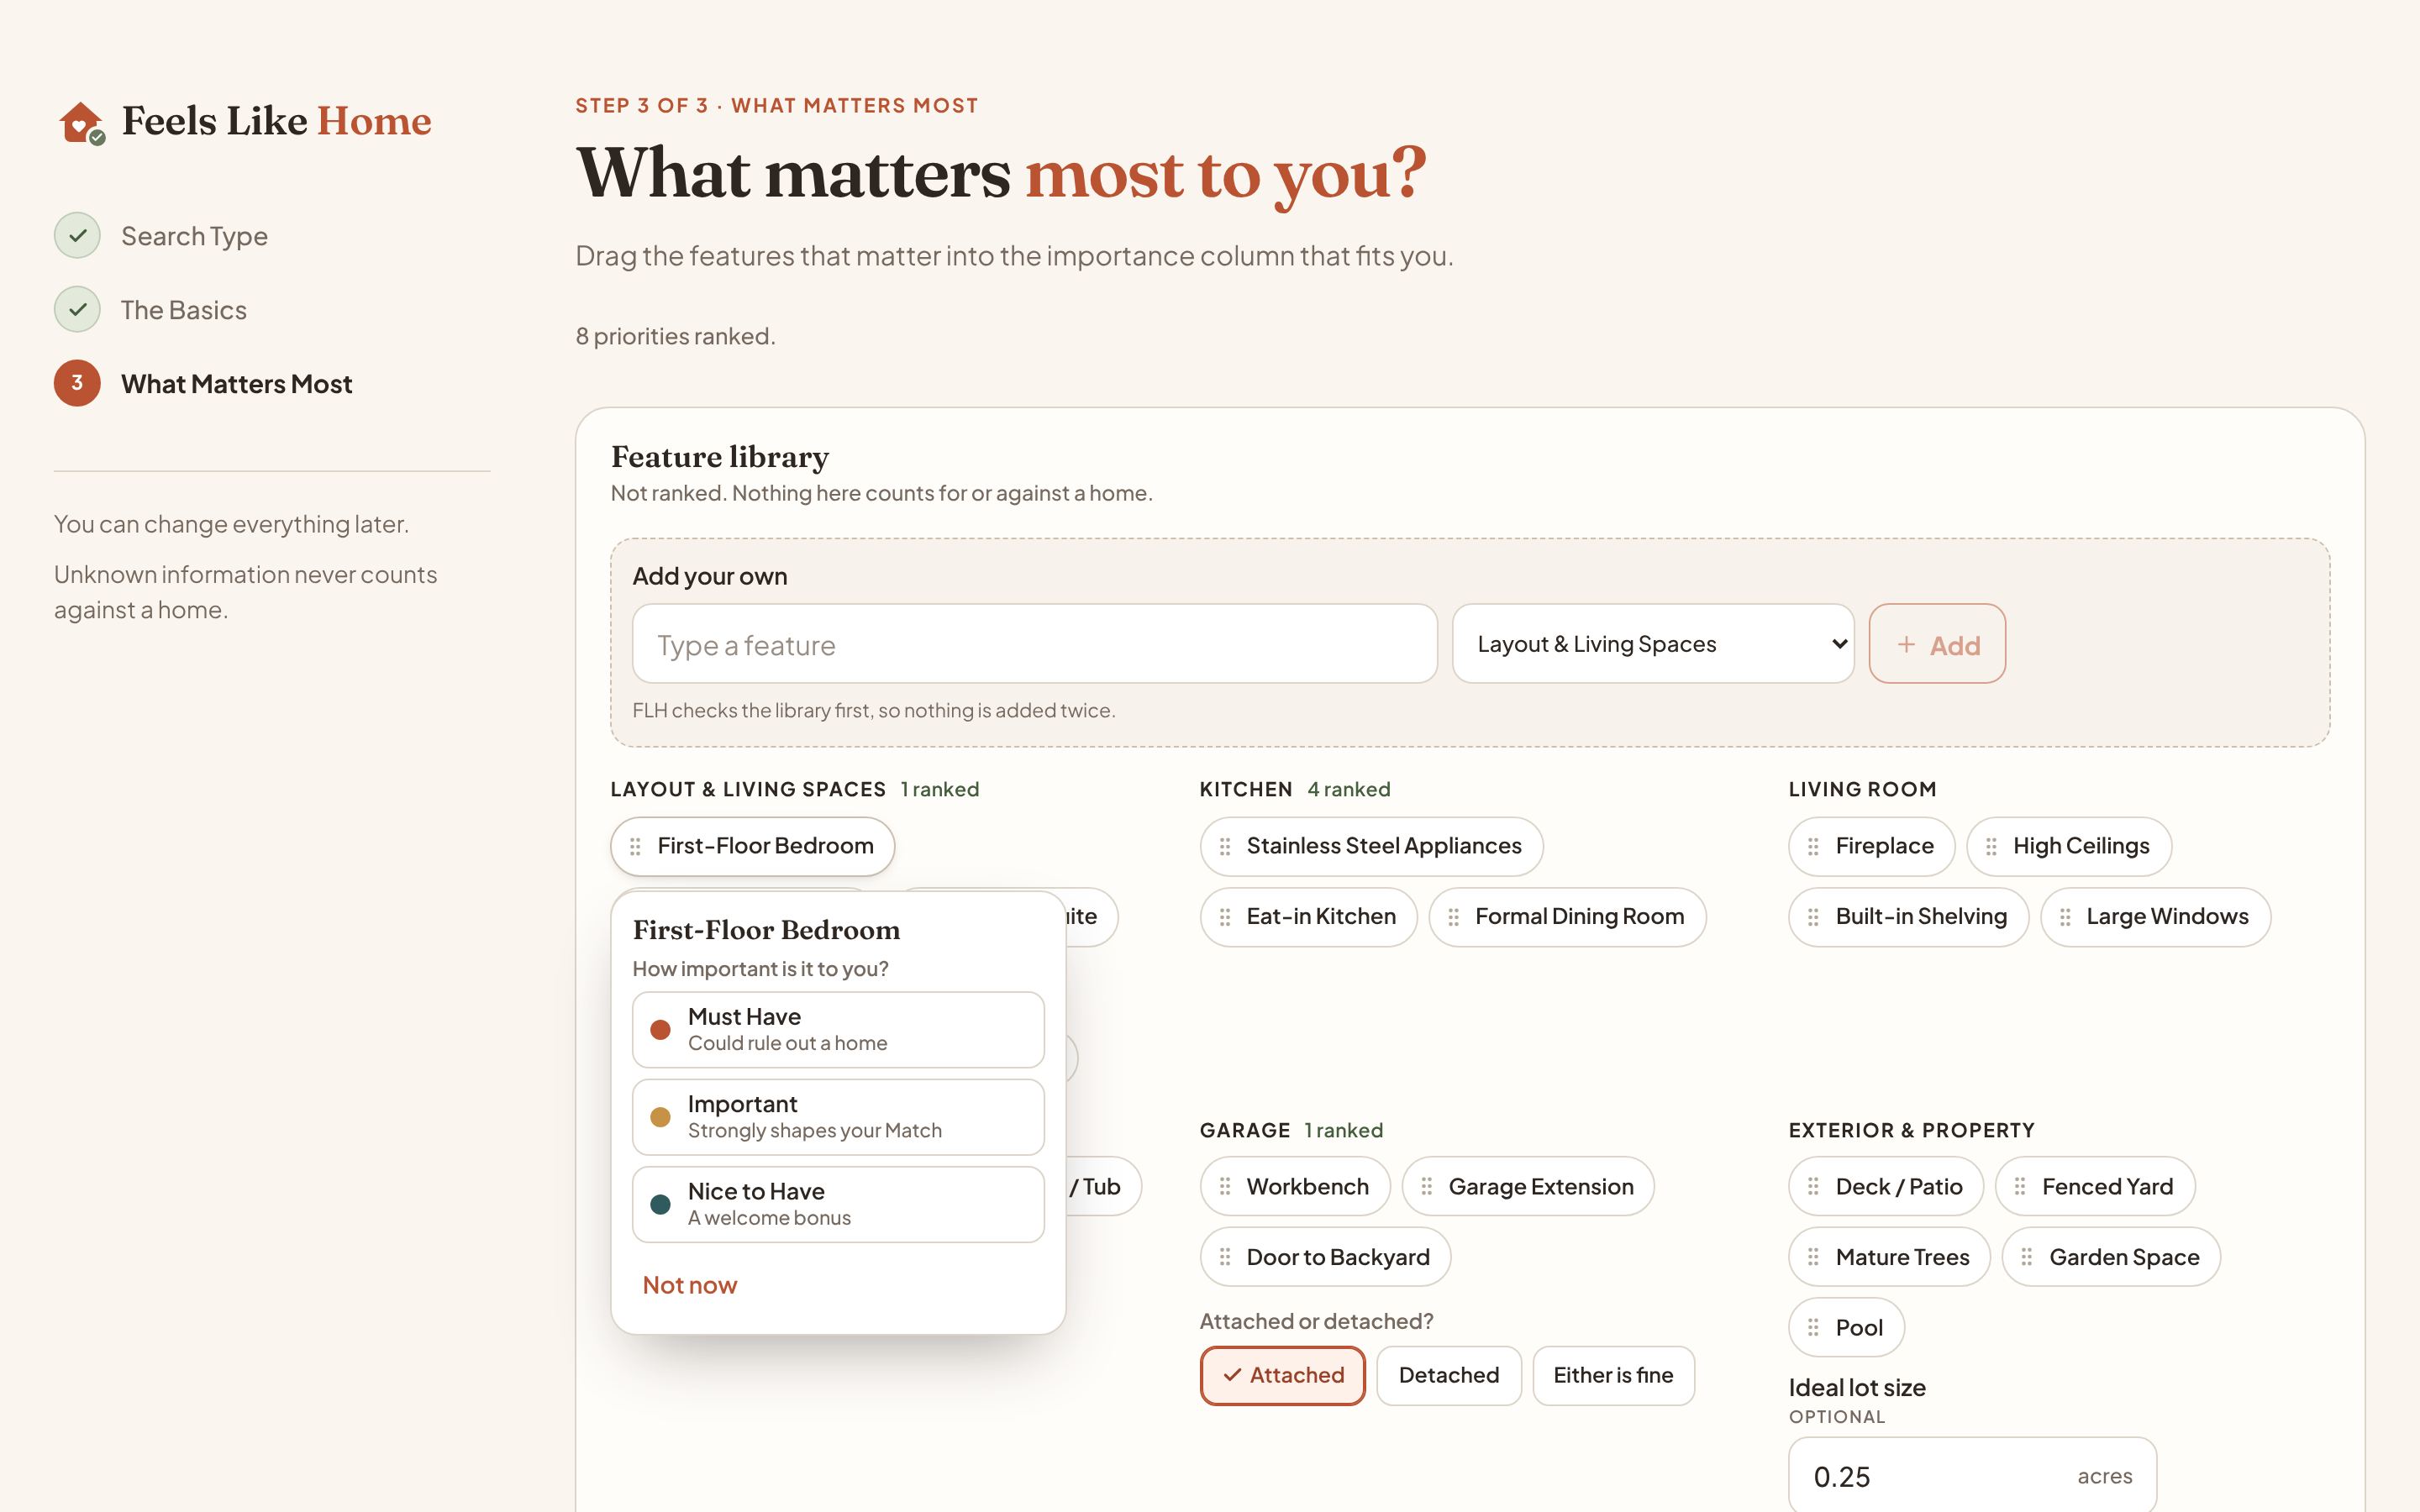 Feels Like Home
Search Type
The Basics
3 What Matters Most
You can change everything later.
Unknown information never counts
against a home.
STEP 3 OF 3 · WHAT MATTERS MOST
What matters most to you?
Drag the features that matter into the importance column that fits you.
8 priorities ranked.
Feature library
Not ranked. Nothing here counts for or against a home.
Add your own
Type a feature
Layout & Living Spaces
+ Add
FLH checks the library first, so nothing is added twice.
LAYOUT & LIVING SPACES 1 ranked
First-Floor Bedroom
First-Floor Bedroom
How important is it to you?
Must Have
Could rule out a home
Important
Strongly shapes your Match
Nice to Have
A welcome bonus
Not now
/ Tub
KITCHEN 4 ranked
Stainless Steel Appliances
Eat-in Kitchen
Formal Dining Room
LIVING ROOM
Fireplace
High Ceilings
Built-in Shelving
Large Windows
GARAGE 1 ranked
Workbench
Garage Extension
Door to Backyard
Attached or detached?
Attached
Detached
Either is fine
EXTERIOR & PROPERTY
Deck / Patio
Fenced Yard
Mature Trees
Garden Space
Pool
Ideal lot size
OPTIONAL
0.25 acres